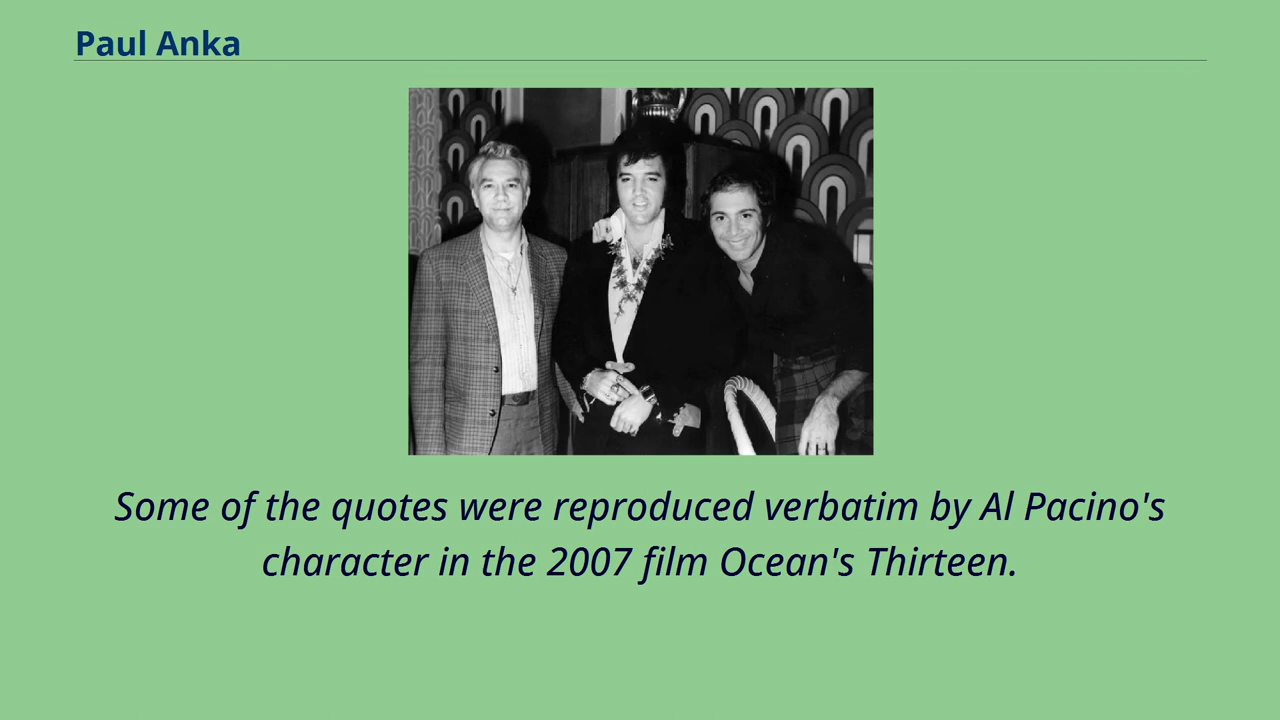 Paul Anka
Some of the quotes were reproduced verbatim by Al Pacino's
character in the 2007 film Ocean's Thirteen.